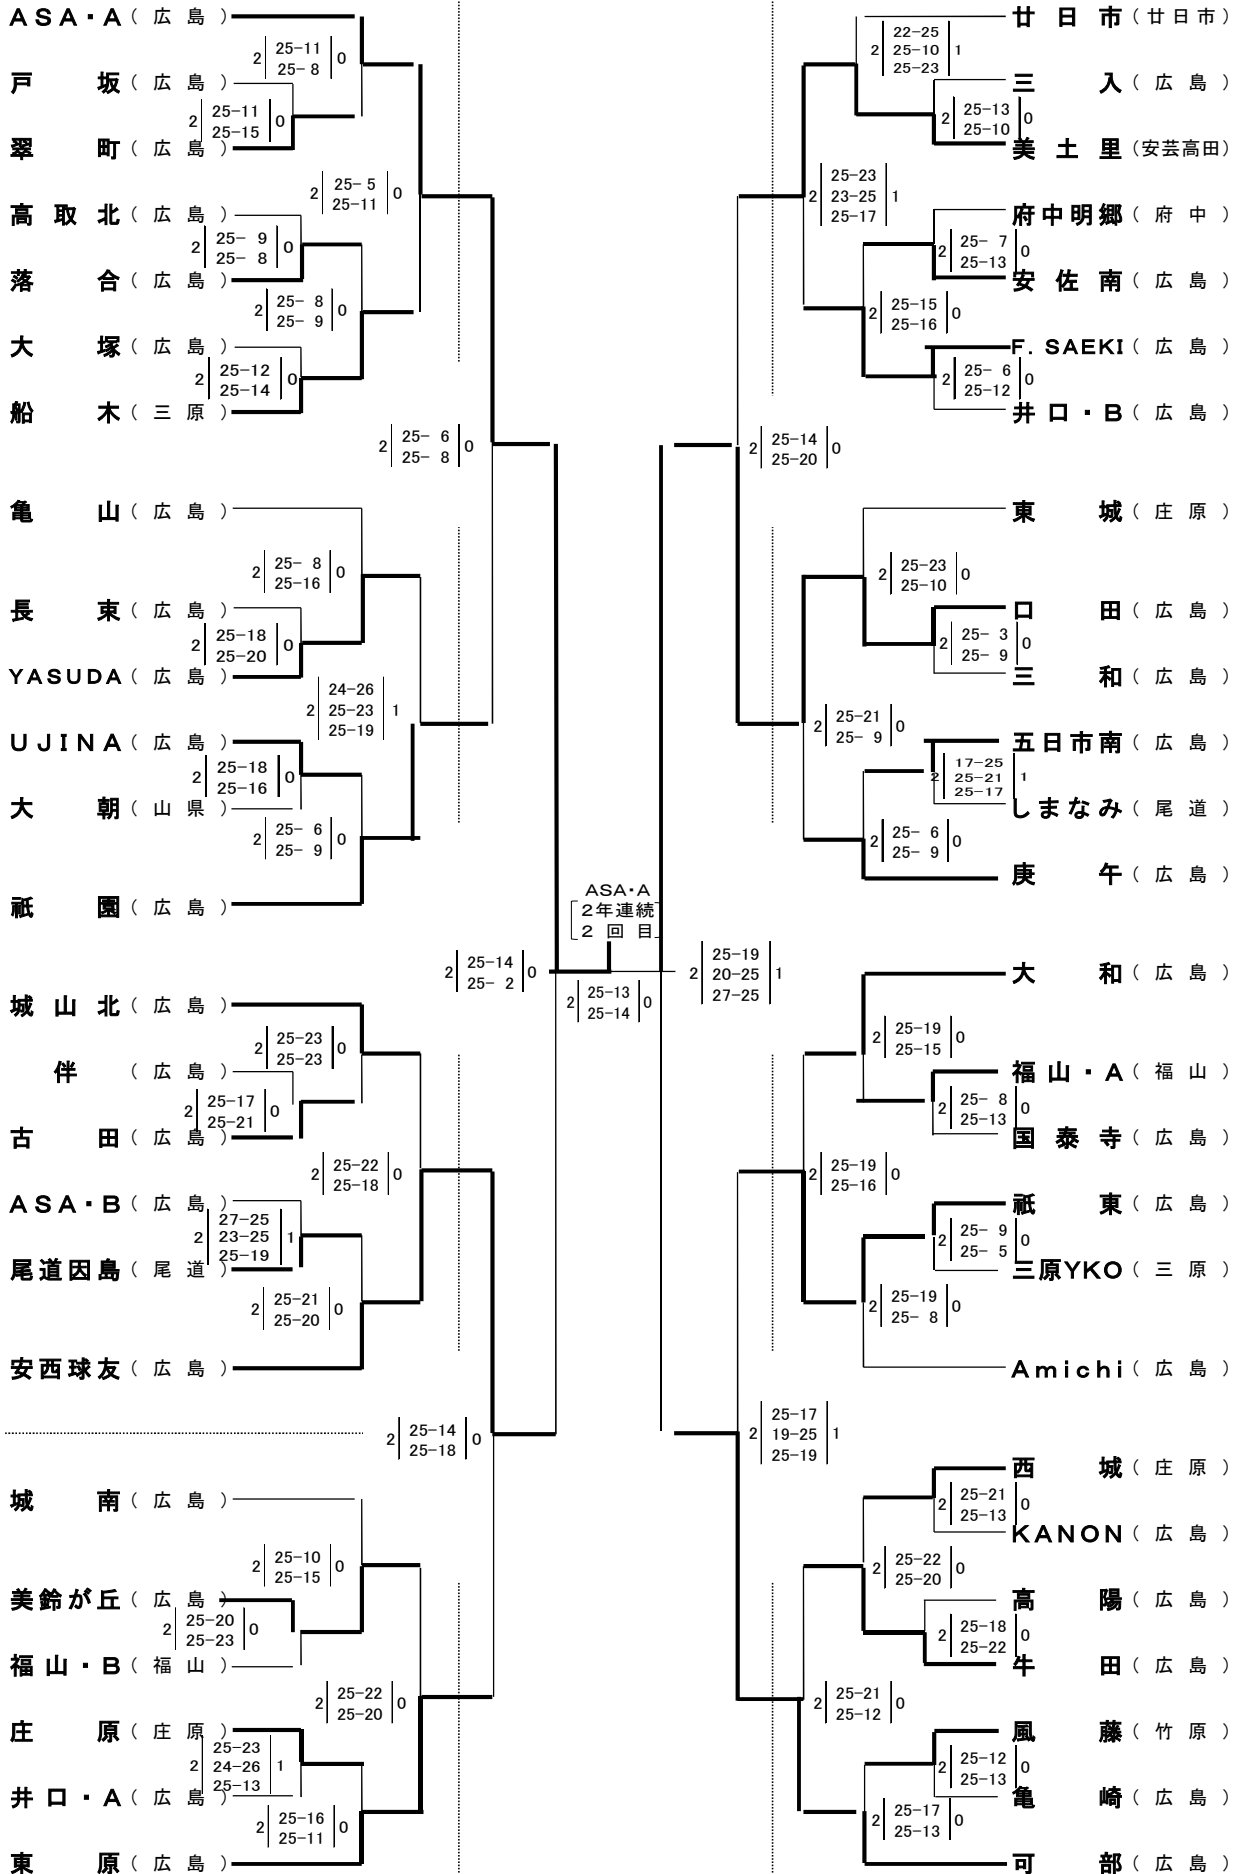 ASA・A（広島）
25-11
2 25- 8 0
戸坂（広島）
25-11
2 25-15 0
翠町（広島）
25- 5
2 25-11 0
高取北（広島）
25- 9
2 25- 8 0
落合（広島）
25- 8
2 25- 9 0
大塚（広島）
25-12
2 25-14 0
船木（三原）
25- 6
2 25- 8 0
亀山（広島）
25- 8
2 25-16 0
長束（広島）
25-18
2 25-20 0
YASUDA（広島）
24-26
2 25-23 1
25-19
UJINA（広島）
25-18
2 25-16 0
大朝（山県）
25- 6
2 25- 9 0
祇園（広島）
25-14
2 25- 2 0
城山北（広島）
25-23
2 25-23 0
伴（広島）
25-17
2 25-21 0
古田（広島）
25-22
2 25-18 0
ASA・B（広島）
27-25
2 23-25 1
25-19
尾道因島（尾道）
25-21
2 25-20 0
安西球友（広島）
25-14
2 25-18 0
城南（広島）
25-10
2 25-15 0
美鈴が丘（広島）
25-20
2 25-23 0
福山・B（福山）
25-22
2 25-20 0
庄原（庄原）
25-23
2 24-26 1
25-13
井口・A（広島）
25-16
2 25-11 0
東原（広島）
ASA・A
2年連続
2回目
25-13
2 25-14 0
廿日市（廿日市）
22-25
2 25-10 1
25-23
三入（広島）
25-13
2 25-10 0
美土里（安芸高田）
25-23
2 23-25 1
25-17
府中明郷（府中）
25- 7
2 25-13 0
安佐南（広島）
25-15
2 25-16 0
F. SAEKI（広島）
25- 6
2 25-12 0
井口・B（広島）
25-14
2 25-20 0
東城（庄原）
25-23
2 25-10 0
口田（広島）
25- 3
2 25- 9 0
三和（広島）
25-21
2 25- 9 0
五日市南（広島）
17-25
2 25-21 1
25-17
しまなみ（尾道）
25- 6
2 25- 9 0
庚午（広島）
25-19
2 20-25 1
27-25
大和（広島）
25-19
2 25-15 0
福山・A（福山）
25- 8
2 25-13 0
国泰寺（広島）
25-19
2 25-16 0
祇東（広島）
25- 9
2 25- 5 0
三原YKO（三原）
25-19
2 25- 8 0
Amichi（広島）
25-17
2 19-25 1
25-19
西城（庄原）
25-21
2 25-13 0
KANON（広島）
25-22
2 25-20 0
高陽（広島）
25-18
2 25-22 0
牛田（広島）
25-21
2 25-12 0
風藤（竹原）
25-12
2 25-13 0
亀崎（広島）
25-17
2 25-13 0
可部（広島）